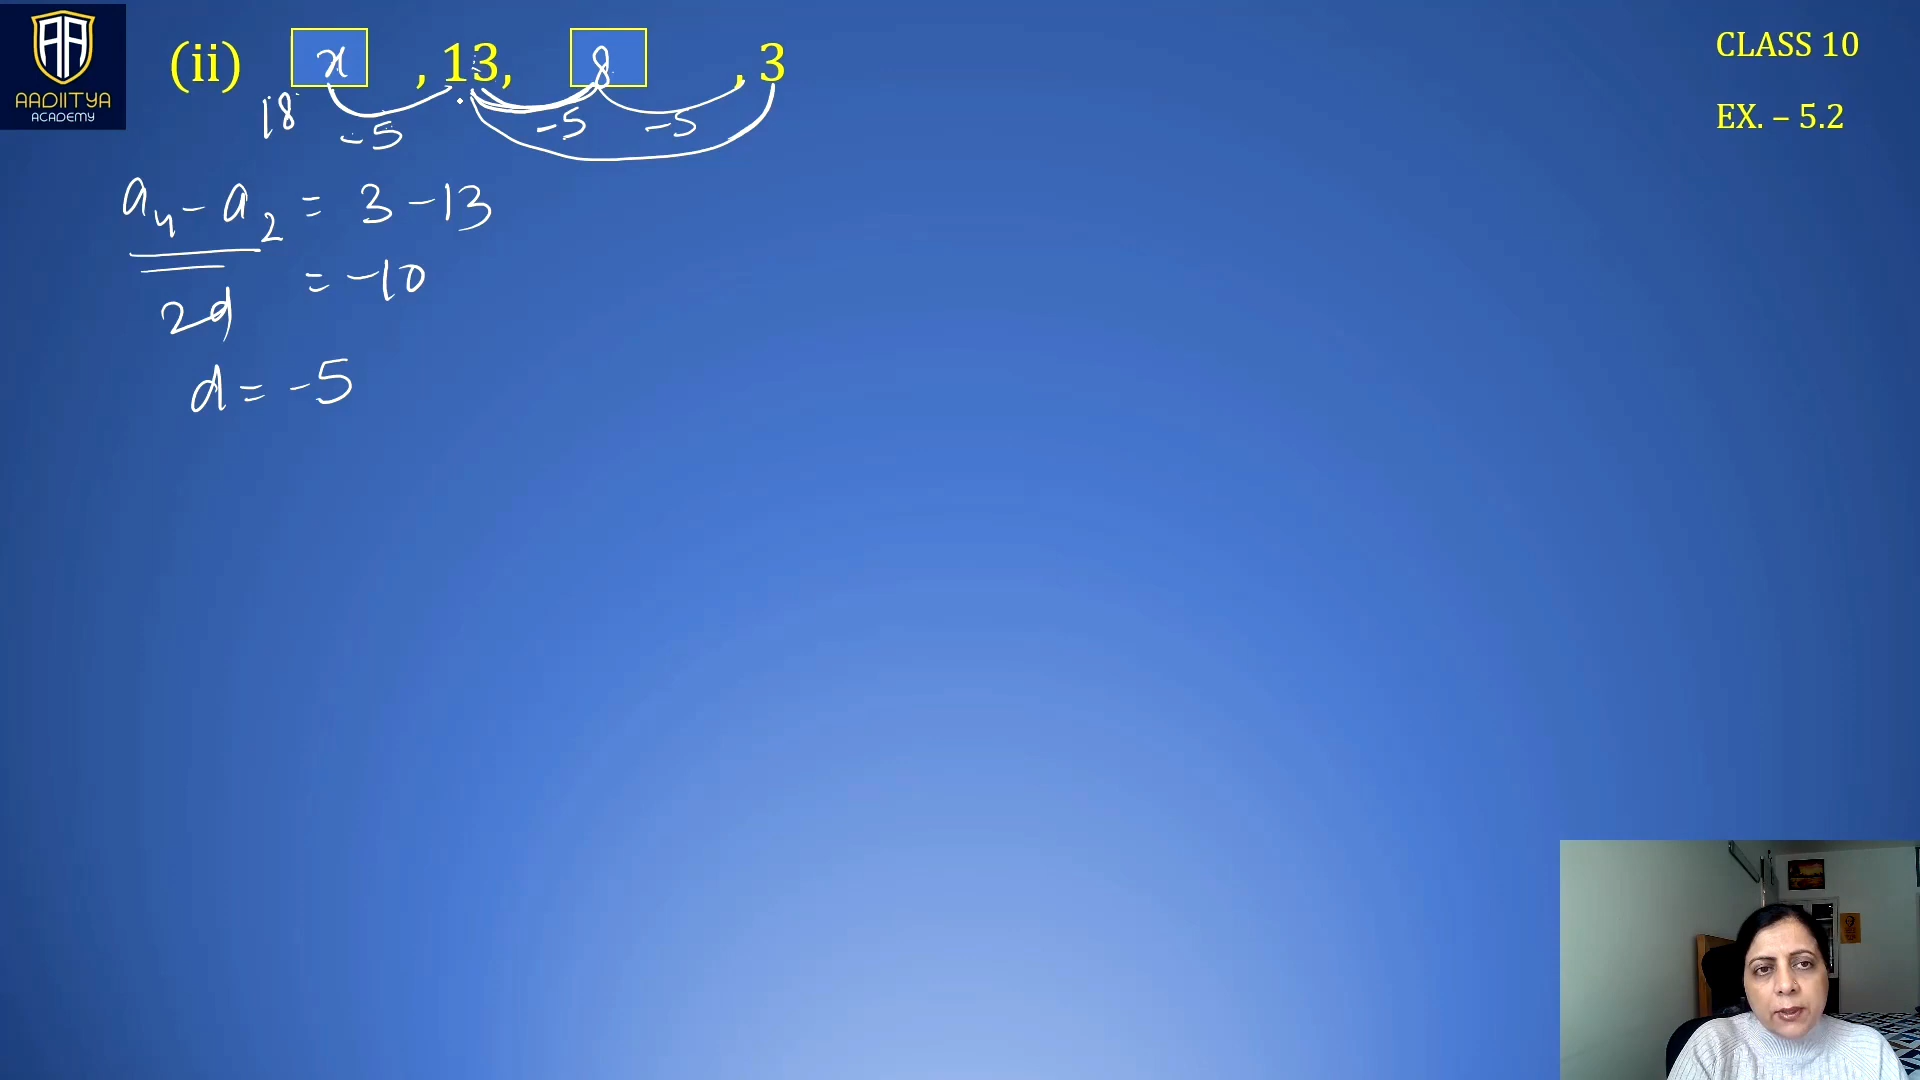 AADIITYA
ACADEMY
(ii) x , 13, 8 , 3
18 -5 -5 -5
a4 - a2 = 3 - 13
2d = -10
d = -5
CLASS 10
EX. – 5.2